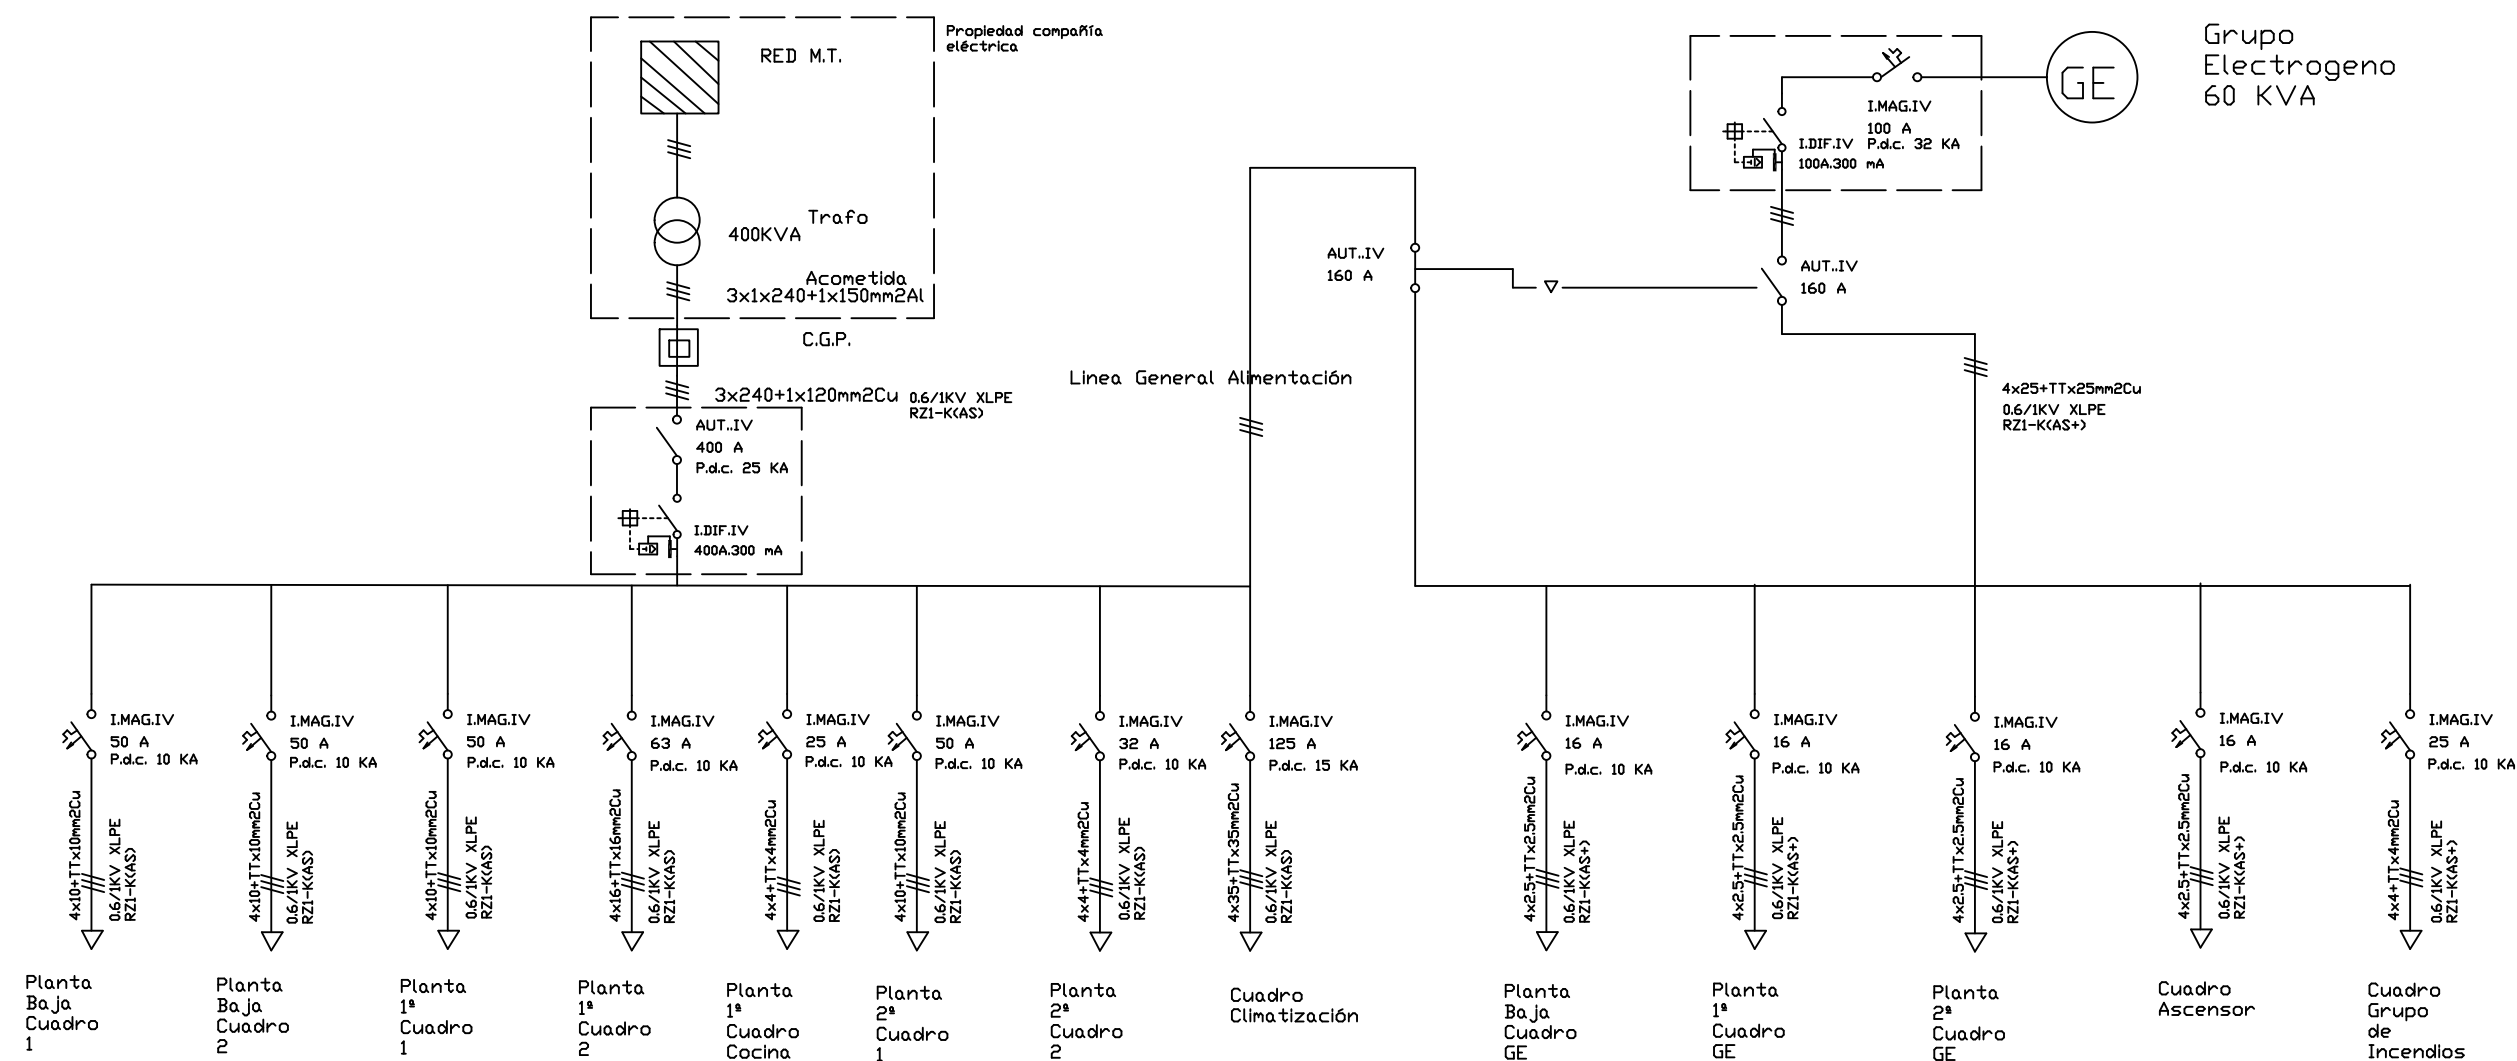 Propiedad compañía
eléctrica
RED M.T.
Trafo
400KVA
Acometida
3x1x240+1x150mm2Al
C.G.P.
3x240+1x120mm2Cu
0.6/1KV XLPE
RZ1-K(AS)
AUT..IV
400 A
P.d.c. 25 KA
I.DIF.IV
400A.300 mA
Linea General Alimentación
AUT..IV
160 A
GE
Grupo
Electrogeno
60 KVA
I.MAG.IV
100 A
P.d.c. 32 KA
I.DIF.IV
100A.300 mA
AUT..IV
160 A
4x25+TTx25mm2Cu
0.6/1KV XLPE
RZ1-K(AS+)
I.MAG.IV
50 A
P.d.c. 10 KA
4x10+TTx10mm2Cu
0.6/1KV XLPE
RZ1-K(AS)
Planta
Baja
Cuadro
1
I.MAG.IV
50 A
P.d.c. 10 KA
4x10+TTx10mm2Cu
0.6/1KV XLPE
RZ1-K(AS)
Planta
Baja
Cuadro
2
I.MAG.IV
50 A
P.d.c. 10 KA
4x10+TTx10mm2Cu
0.6/1KV XLPE
RZ1-K(AS)
Planta
1ª
Cuadro
1
I.MAG.IV
63 A
P.d.c. 10 KA
4x16+TTx16mm2Cu
0.6/1KV XLPE
RZ1-K(AS)
Planta
1ª
Cuadro
2
I.MAG.IV
25 A
P.d.c. 10 KA
4x4+TTx4mm2Cu
0.6/1KV XLPE
RZ1-K(AS)
Planta
1ª
Cuadro
Cocina
I.MAG.IV
50 A
P.d.c. 10 KA
4x10+TTx10mm2Cu
0.6/1KV XLPE
RZ1-K(AS)
Planta
2ª
Cuadro
1
I.MAG.IV
32 A
P.d.c. 10 KA
4x4+TTx4mm2Cu
0.6/1KV XLPE
RZ1-K(AS)
Planta
2ª
Cuadro
2
I.MAG.IV
125 A
P.d.c. 15 KA
4x35+TTx35mm2Cu
0.6/1KV XLPE
RZ1-K(AS)
Cuadro
Climatización
I.MAG.IV
16 A
P.d.c. 10 KA
4x2.5+TTx2.5mm2Cu
0.6/1KV XLPE
RZ1-K(AS+)
Planta
Baja
Cuadro
GE
I.MAG.IV
16 A
P.d.c. 10 KA
4x2.5+TTx2.5mm2Cu
0.6/1KV XLPE
RZ1-K(AS+)
Planta
1ª
Cuadro
GE
I.MAG.IV
16 A
P.d.c. 10 KA
4x2.5+TTx2.5mm2Cu
0.6/1KV XLPE
RZ1-K(AS+)
Planta
2ª
Cuadro
GE
I.MAG.IV
16 A
P.d.c. 10 KA
4x2.5+TTx2.5mm2Cu
0.6/1KV XLPE
RZ1-K(AS+)
Cuadro
Ascensor
I.MAG.IV
25 A
P.d.c. 10 KA
4x4+TTx4mm2Cu
0.6/1KV XLPE
RZ1-K(AS+)
Cuadro
Grupo
de
Incendios